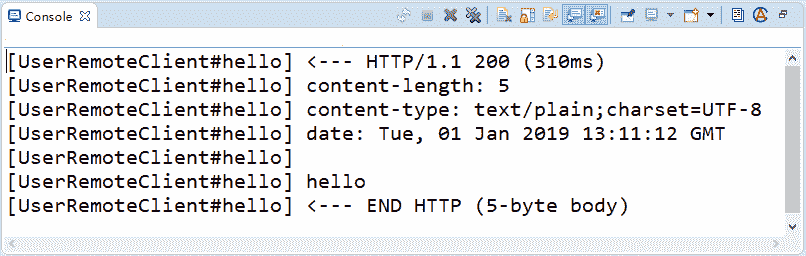 Console
[UserRemoteClient#hello] <--- HTTP/1.1 200 (310ms)
[UserRemoteClient#hello] content-length: 5
[UserRemoteClient#hello] content-type: text/plain;charset=UTF-8
[UserRemoteClient#hello] date: Tue, 01 Jan 2019 13:11:12 GMT
[UserRemoteClient#hello]
[UserRemoteClient#hello] hello
[UserRemoteClient#hello] <--- END HTTP (5-byte body)